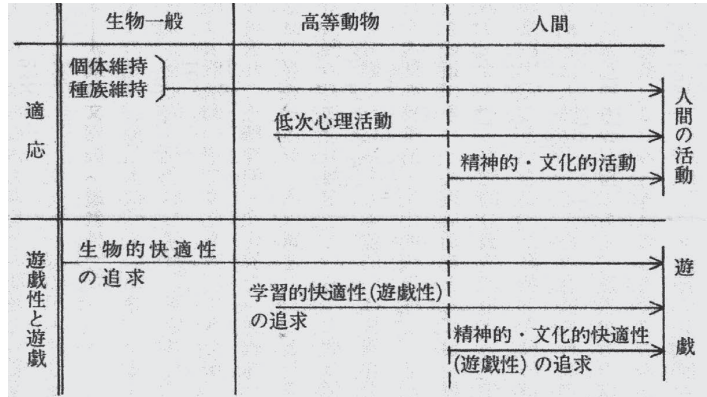 生物一般
高等動物
人間
適応
個体維持
種族維持
低次心理活動
精神的・文化的活動
人間の活動
遊戯性と遊戯
生物的快適性
の追求
学習的快適性(遊戯性)
の追求
精神的・文化的快適性
(遊戯性)の追求
遊戯